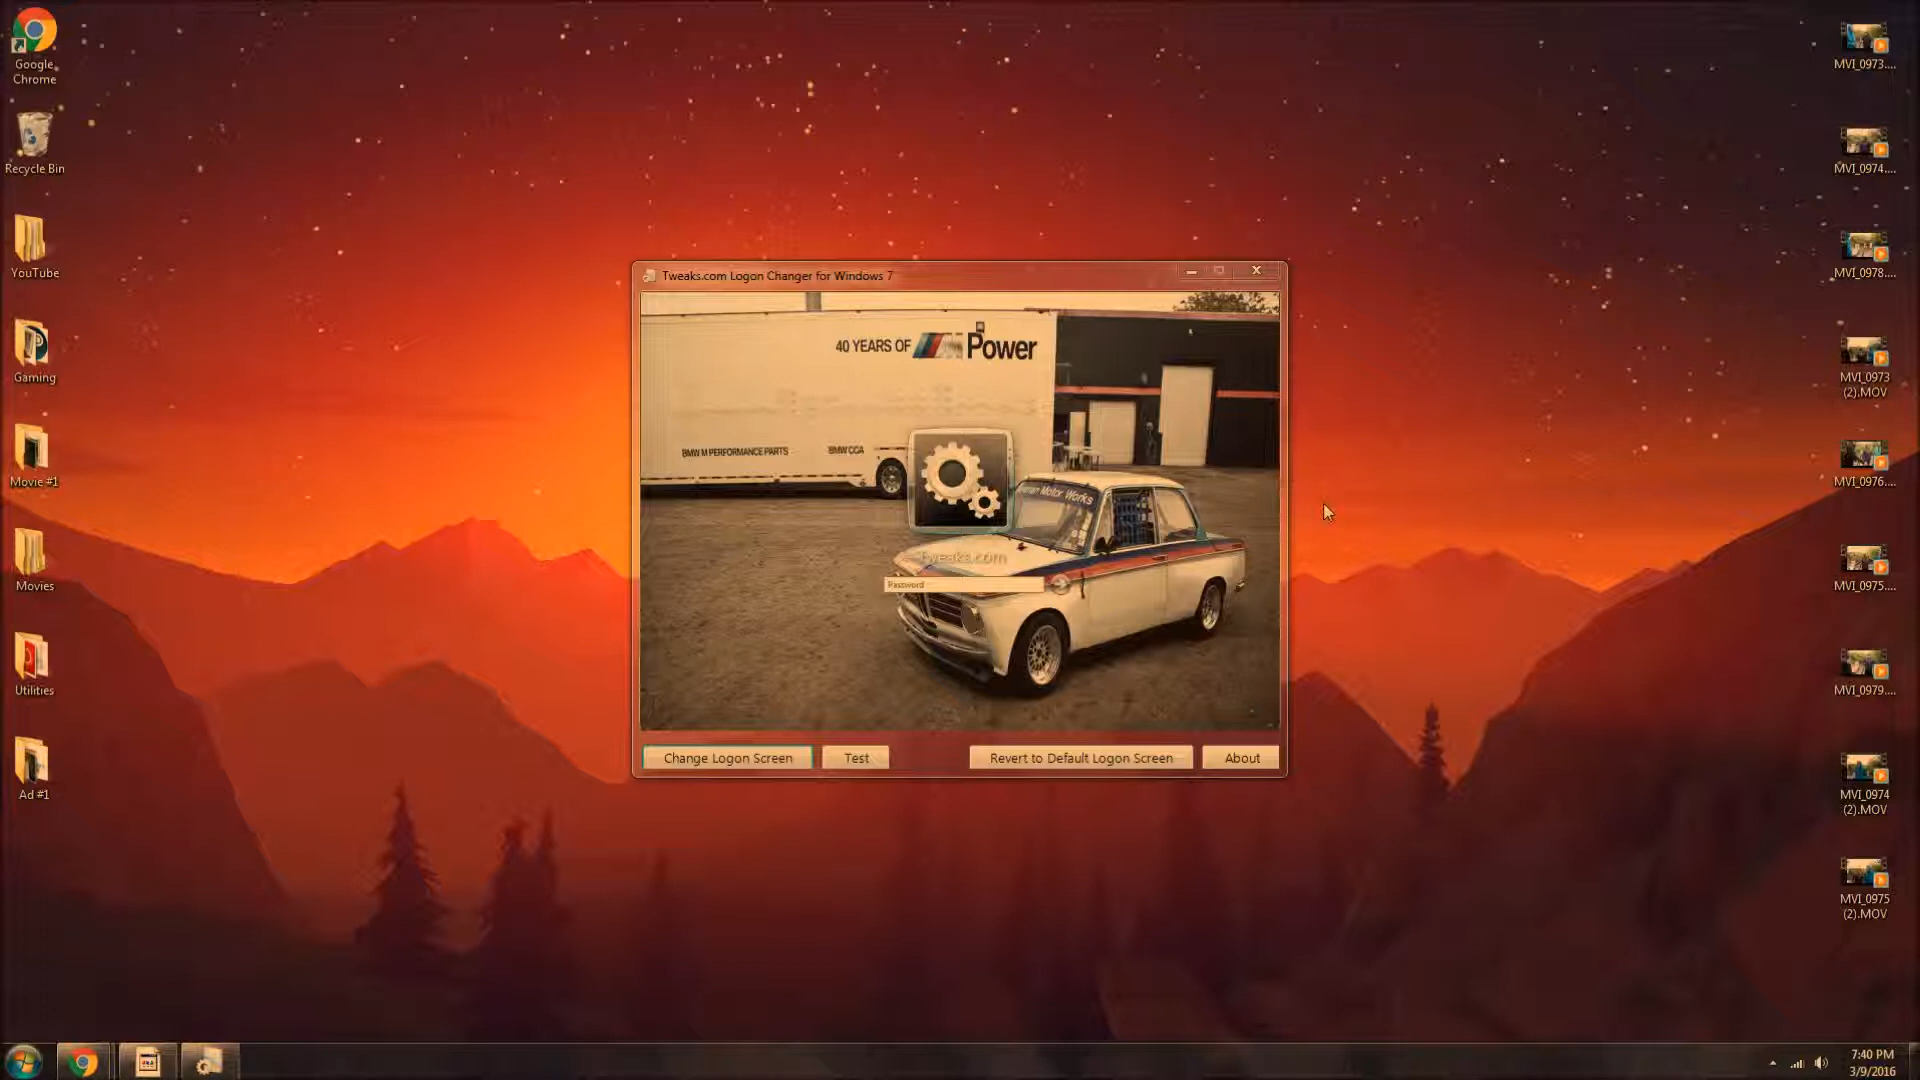 Google
Chrome
Recycle Bin
YouTube
Gaming
Movie #1
Movies
Utilities
Ad #1
Tweaks.com Logon Changer for Windows 7
40 YEARS OF M Power
BMW M PERFORMANCE PARTS
BMW CCA
Motor Works
Tweaks.com
Password
Change Logon Screen
Test
Revert to Default Logon Screen
About
MVI_0973....
MVI_0974....
MVI_0978....
MVI_0973
(2).MOV
MVI_0976....
MVI_0975....
MVI_0979....
MVI_0974
(2).MOV
MVI_0975
(2).MOV
7:40 PM
3/9/2016